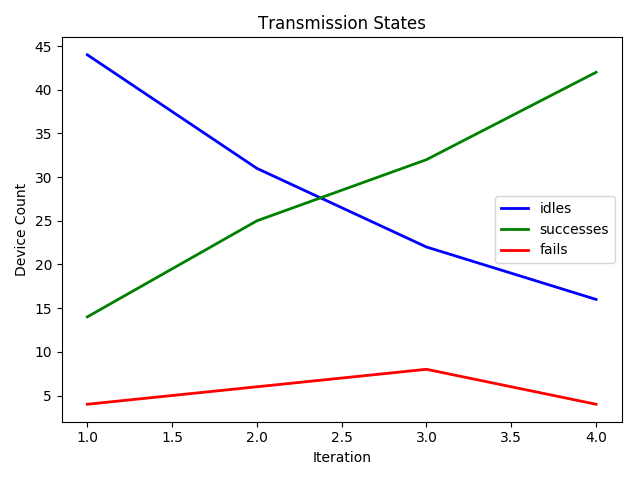 Transmission States
45
40
35
30
25
20
15
10
5
Device Count
idles
successes
fails
1.0 1.5 2.0 2.5 3.0 3.5 4.0
Iteration